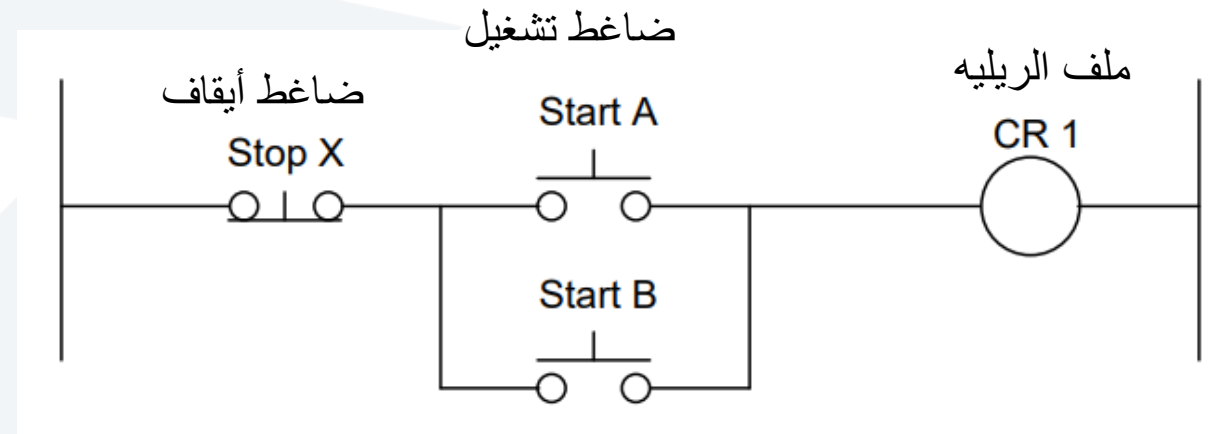 ضاغط تشغيل
ملف الريليه
ضاغط أيقاف
Start A
CR 1
Stop X
Start B